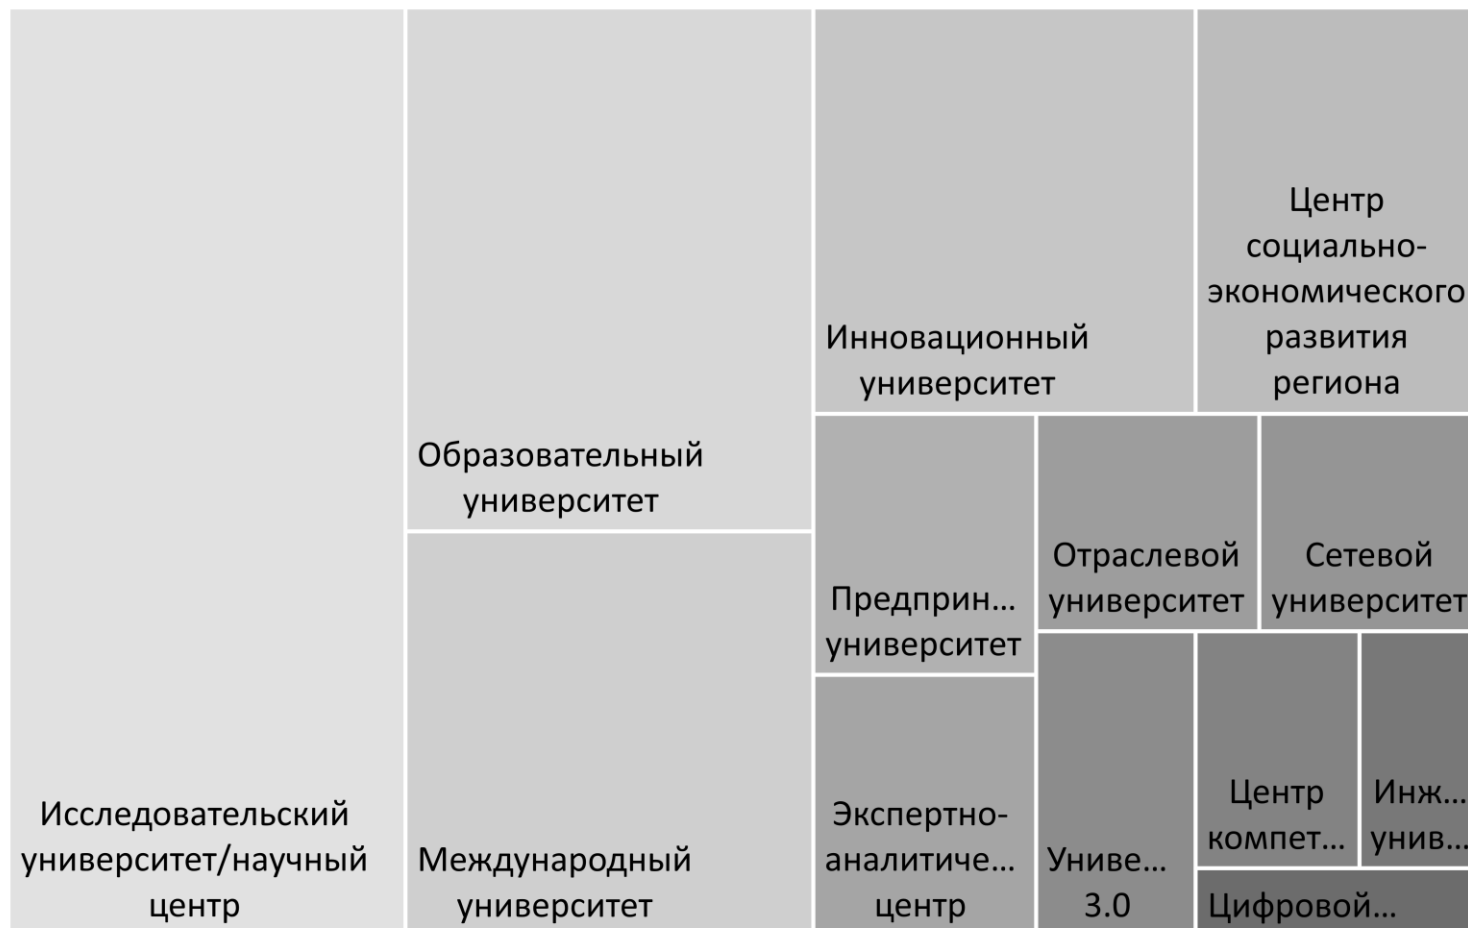 Исследовательский
университет/научный
центр
Образовательный
университет
Международный
университет
Инновационный
университет
Центр
социально-
экономического
развития
региона
Предприн...
университет
Экспертно-
аналитиче...
центр
Отраслевой
университет
Сетевой
университет
Униве...
3.0
Центр
компет...
Инж...
унив...
Цифровой...